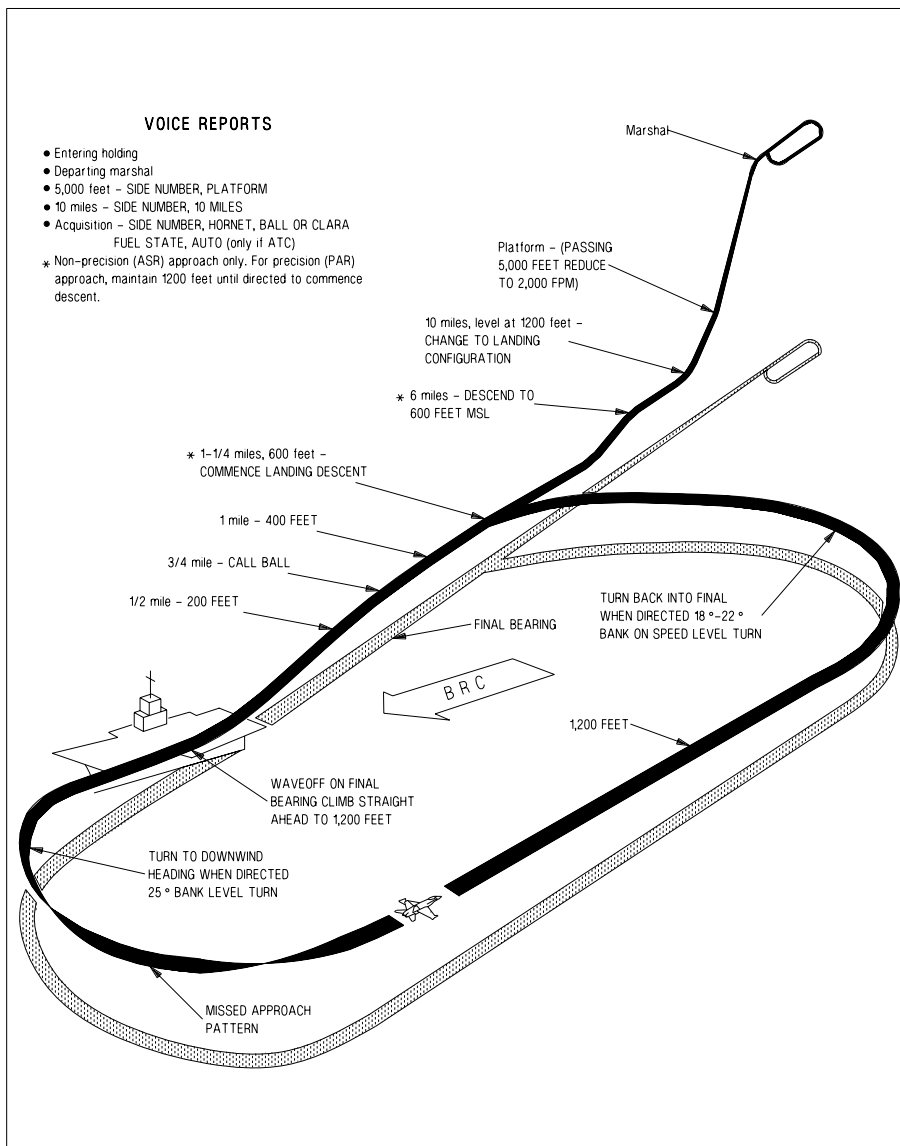 VOICE REPORTS
● Entering holding
● Departing marshal
● 5,000 feet – SIDE NUMBER, PLATFORM
● 10 miles – SIDE NUMBER, 10 MILES
● Acquisition – SIDE NUMBER, HORNET, BALL OR CLARA
FUEL STATE, AUTO (only if ATC)
* Non-precision (ASR) approach only. For precision (PAR)
approach, maintain 1200 feet until directed to commence
descent.
Marshal
Platform – (PASSING
5,000 FEET REDUCE
TO 2,000 FPM)
10 miles, level at 1200 feet –
CHANGE TO LANDING
CONFIGURATION
* 6 miles – DESCEND TO
600 FEET MSL
* 1-1/4 miles, 600 feet –
COMMENCE LANDING DESCENT
1 mile – 400 FEET
3/4 mile – CALL BALL
1/2 mile – 200 FEET
TURN BACK INTO FINAL
WHEN DIRECTED 18°–22°
BANK ON SPEED LEVEL TURN
FINAL BEARING
BRC
1,200 FEET
WAVEOFF ON FINAL
BEARING CLIMB STRAIGHT
AHEAD TO 1,200 FEET
TURN TO DOWNWIND
HEADING WHEN DIRECTED
25° BANK LEVEL TURN
MISSED APPROACH
PATTERN